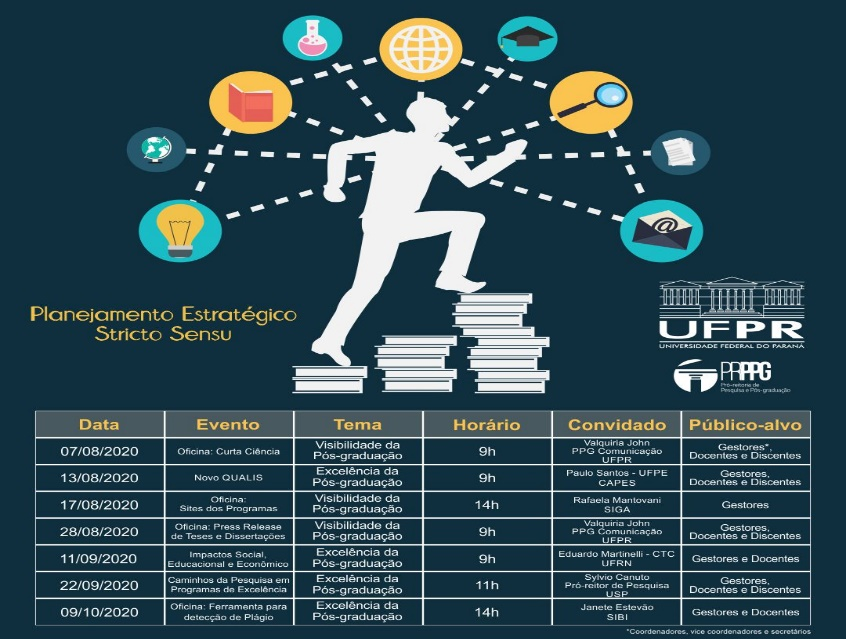 Planejamento Estratégico
Stricto Sensu
UFPR
UNIVERSIDADE FEDERAL DO PARANÁ
PRPPG
Pró-reitoria de
Pesquisa e Pós-graduação
Data Evento Tema Horário Convidado Público-alvo
07/08/2020 Oficina: Curta Ciência Visibilidade da Pós-graduação 9h Valquiria John PPG Comunicação UFPR Gestores*, Docentes e Discentes
13/08/2020 Novo QUALIS Excelência da Pós-graduação 9h Paulo Santos - UFPE CAPES Gestores, Docentes e Discentes
17/08/2020 Oficina: Sites dos Programas Visibilidade da Pós-graduação 14h Rafaela Mantovani SIGA Gestores
28/08/2020 Oficina: Press Release de Teses e Dissertações Visibilidade da Pós-graduação 9h Valquiria John PPG Comunicação UFPR Gestores, Docentes e Discentes
11/09/2020 Impactos Social, Educacional e Econômico Excelência da Pós-graduação 9h Eduardo Martinelli - CTC UFRN Gestores e Docentes
22/09/2020 Caminhos da Pesquisa em Programas de Excelência Excelência da Pós-graduação 11h Sylvio Canuto Pró-reitor de Pesquisa USP Gestores, Docentes e Discentes
09/10/2020 Oficina: Ferramenta para detecção de Plágio Excelência da Pós-graduação 14h Janete Estevão SIBI Gestores e Docentes
*Coordenadores, vice coordenadores e secretários